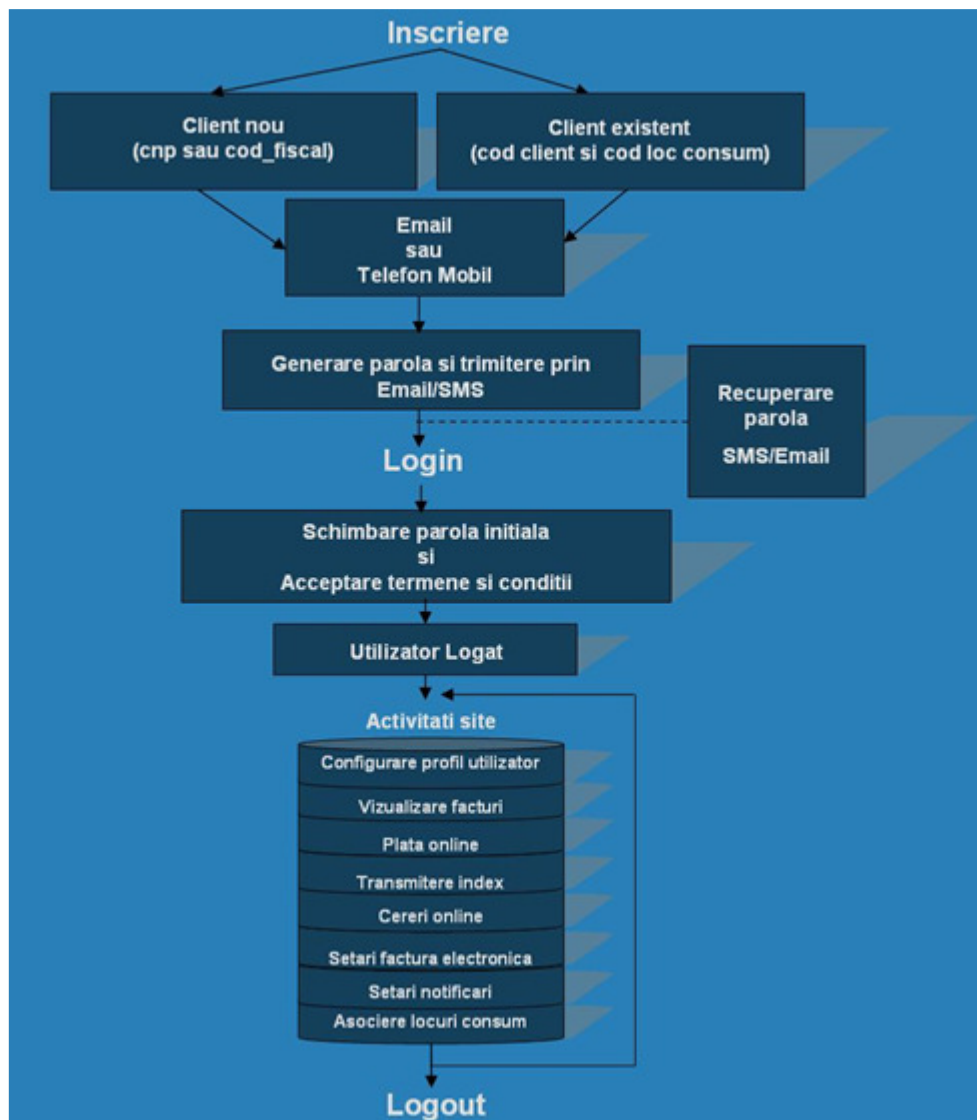 Inscriere
Client nou
(cnp sau cod_fiscal)
Client existent
(cod client si cod loc consum)
Email
sau
Telefon Mobil
Generare parola si trimitere prin
Email/SMS
Recuperare
parola
SMS/Email
Login
Schimbare parola initiala
si
Acceptare termene si conditii
Utilizator Logat
Activitati site
Configurare profil utilizator
Vizualizare facturi
Plata online
Transmitere index
Cereri online
Setari factura electronica
Setari notificari
Asociere locuri consum
Logout